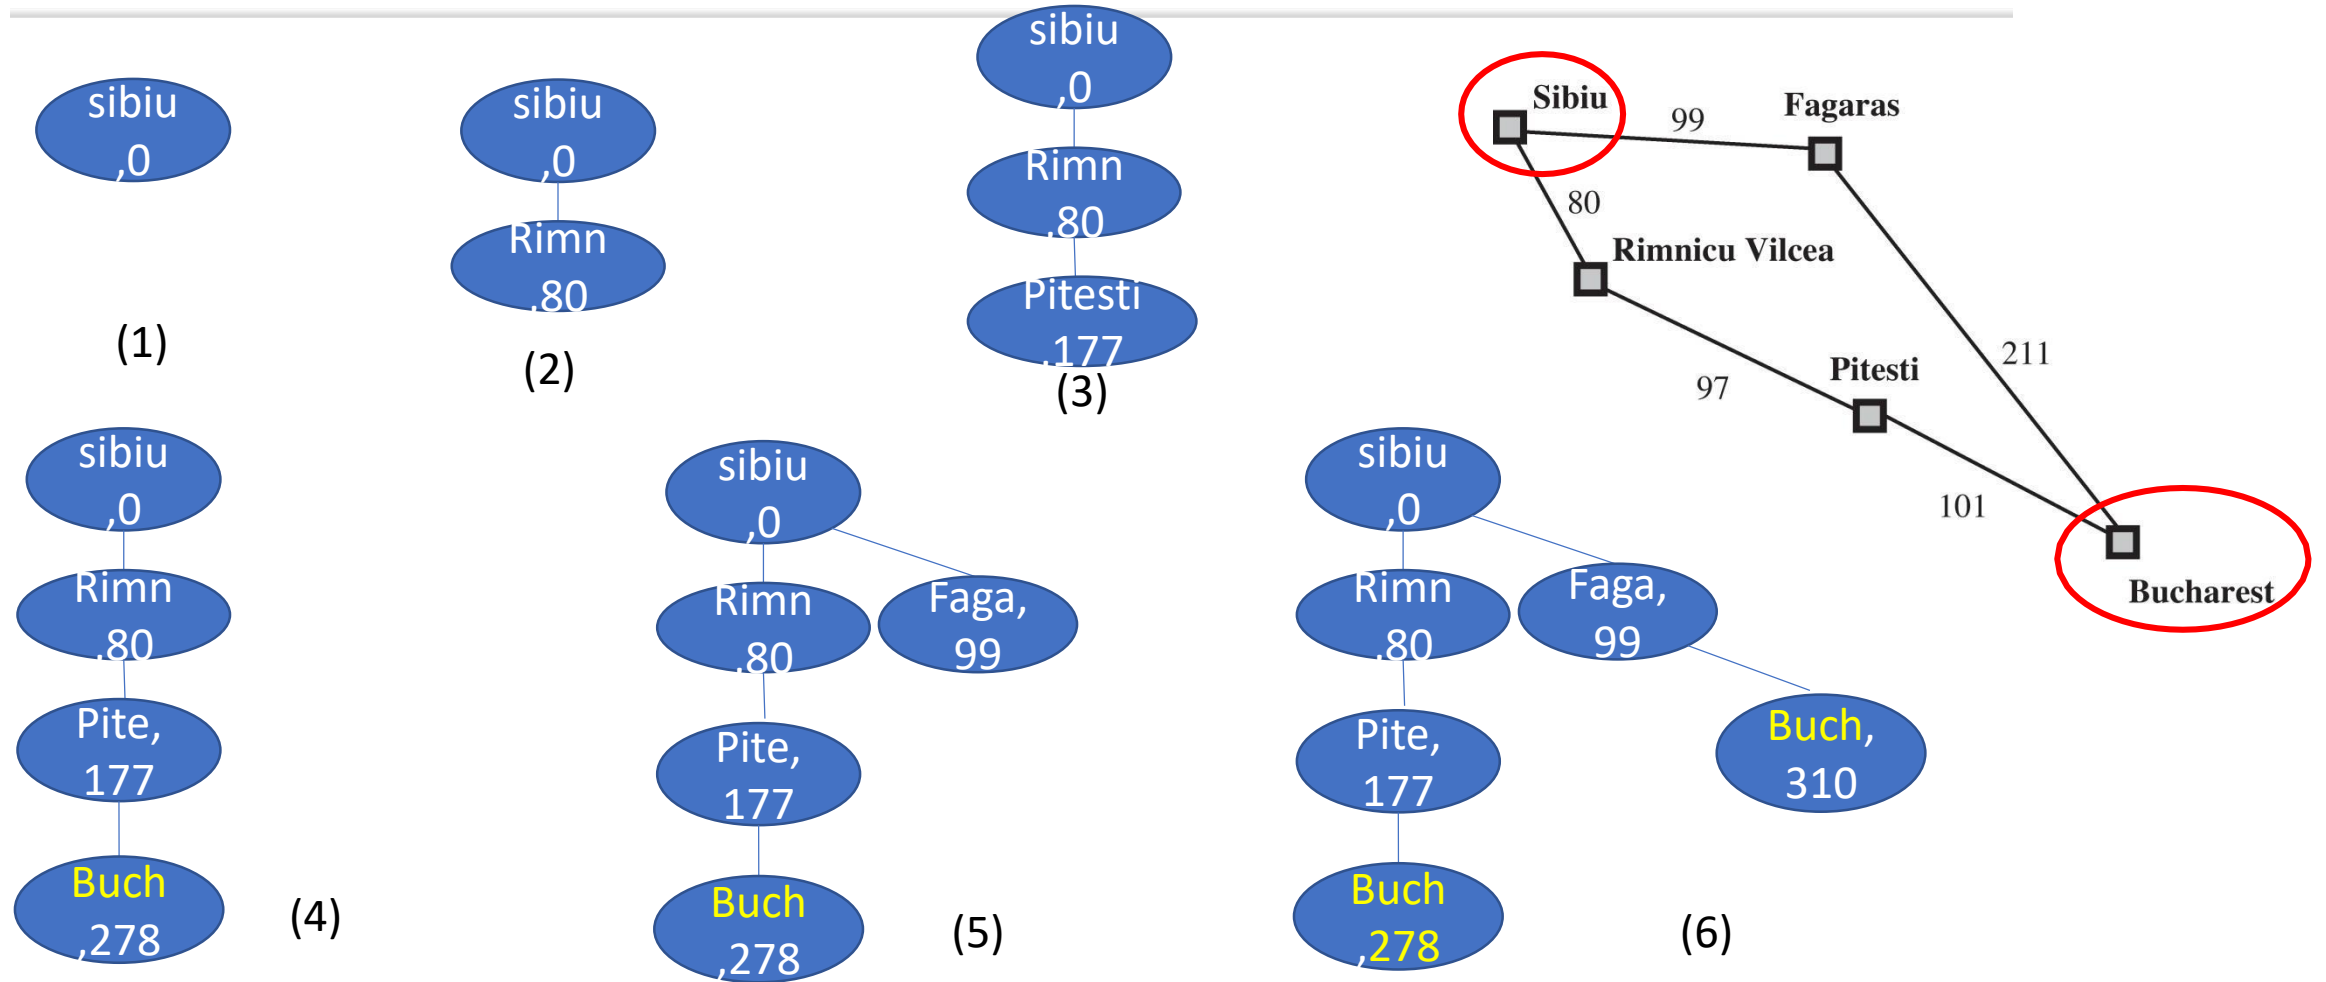 sibiu
,0
(1)
sibiu
,0
Rimn
,80
(2)
sibiu
,0
Rimn
,80
Pitesti
,177
(3)
Sibiu
99
Fagaras
80
Rimnicu Vilcea
97
Pitesti
211
101
Bucharest
sibiu
,0
Rimn
,80
Pite,
177
Buch
,278
(4)
sibiu
,0
Rimn
,80
Faga,
99
Pite,
177
Buch
,278
(5)
sibiu
,0
Rimn
,80
Faga,
99
Pite,
177
Buch,
310
Buch
,278
(6)